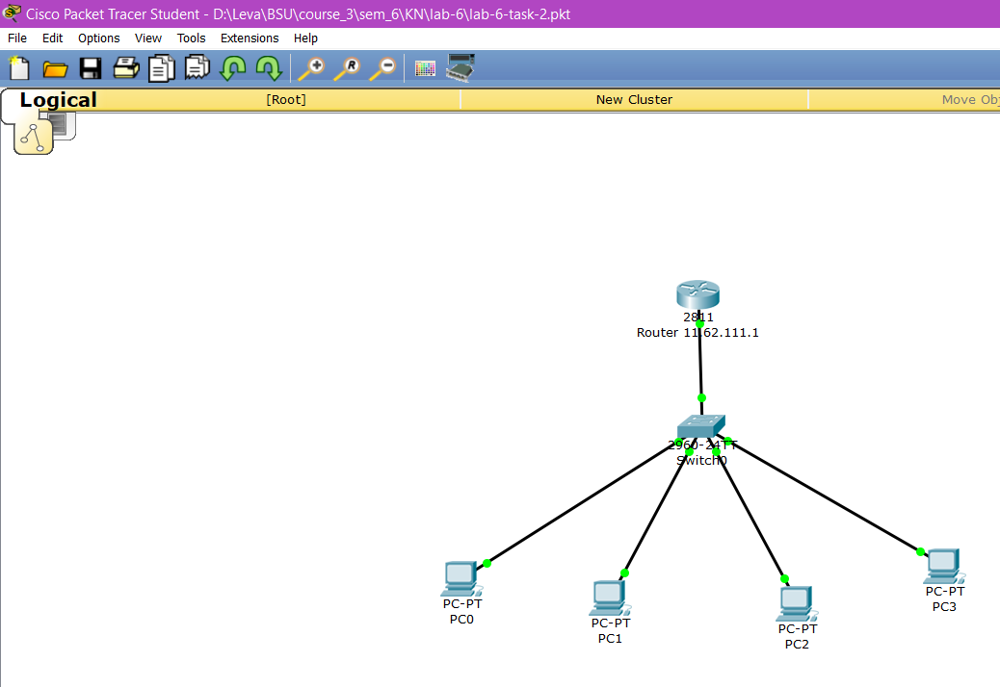 Cisco Packet Tracer Student - D:\Leva\BSU\course_3\sem_6\KN\lab-6\lab-6-task-2.pkt
File Edit Options View Tools Extensions Help
R
Logical [Root] New Cluster Move Obj
2811
Router 11.62.111.1
2960-24TT
Switch0
PC-PT
PC0
PC-PT
PC1
PC-PT
PC2
PC-PT
PC3